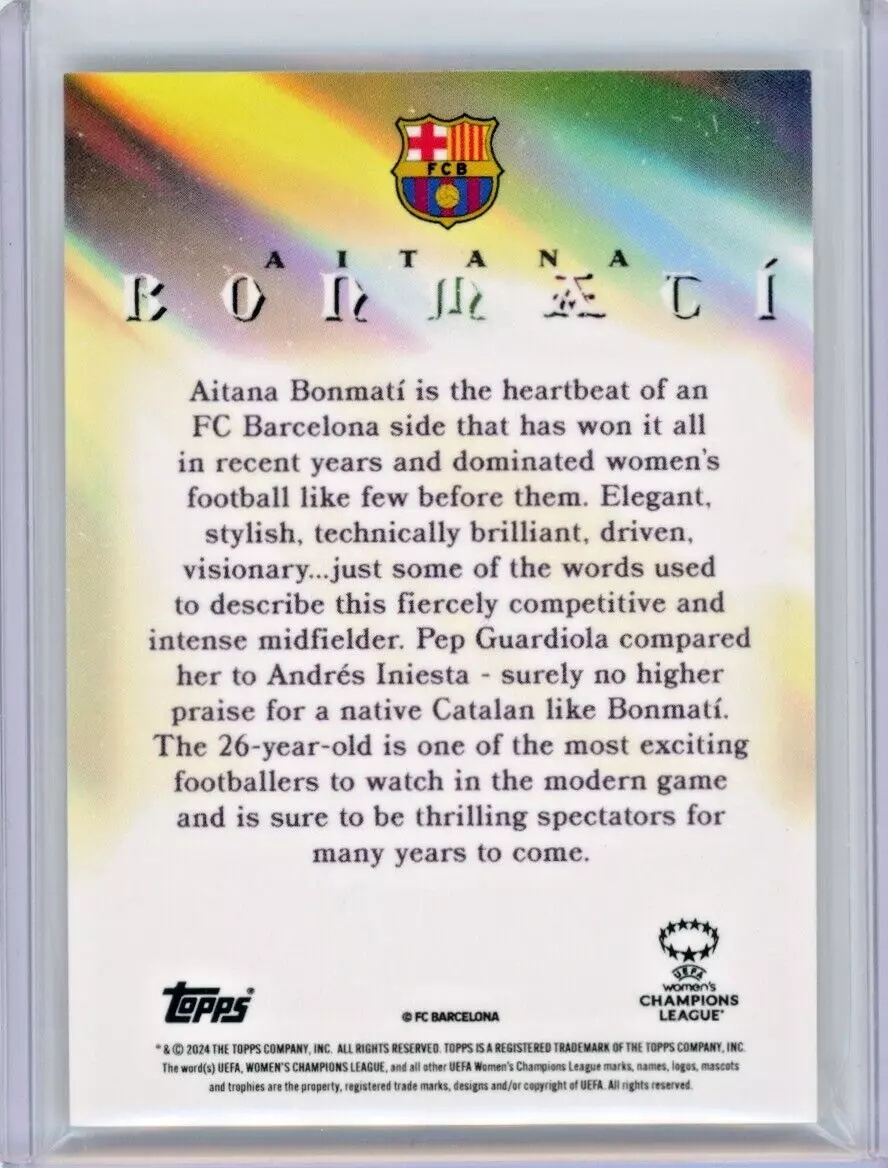 FCB
AITANA
BONMATÍ
Aitana Bonmatí is the heartbeat of an
FC Barcelona side that has won it all
in recent years and dominated women's
football like few before them. Elegant,
stylish, technically brilliant, driven,
visionary...just some of the words used
to describe this fiercely competitive and
intense midfielder. Pep Guardiola compared
her to Andrés Iniesta - surely no higher
praise for a native Catalan like Bonmatí.
The 26-year-old is one of the most exciting
footballers to watch in the modern game
and is sure to be thrilling spectators for
many years to come.
UEFA
women's
CHAMPIONS
LEAGUE®
Topps®
© FC BARCELONA
® & © 2024 THE TOPPS COMPANY, INC. ALL RIGHTS RESERVED. TOPPS IS A REGISTERED TRADEMARK OF THE TOPPS COMPANY, INC.
The word(s) UEFA, WOMEN'S CHAMPIONS LEAGUE, and all other UEFA Women's Champions League marks, names, logos, mascots
and trophies are the property, registered trade marks, designs and/or copyright of UEFA. All rights reserved.